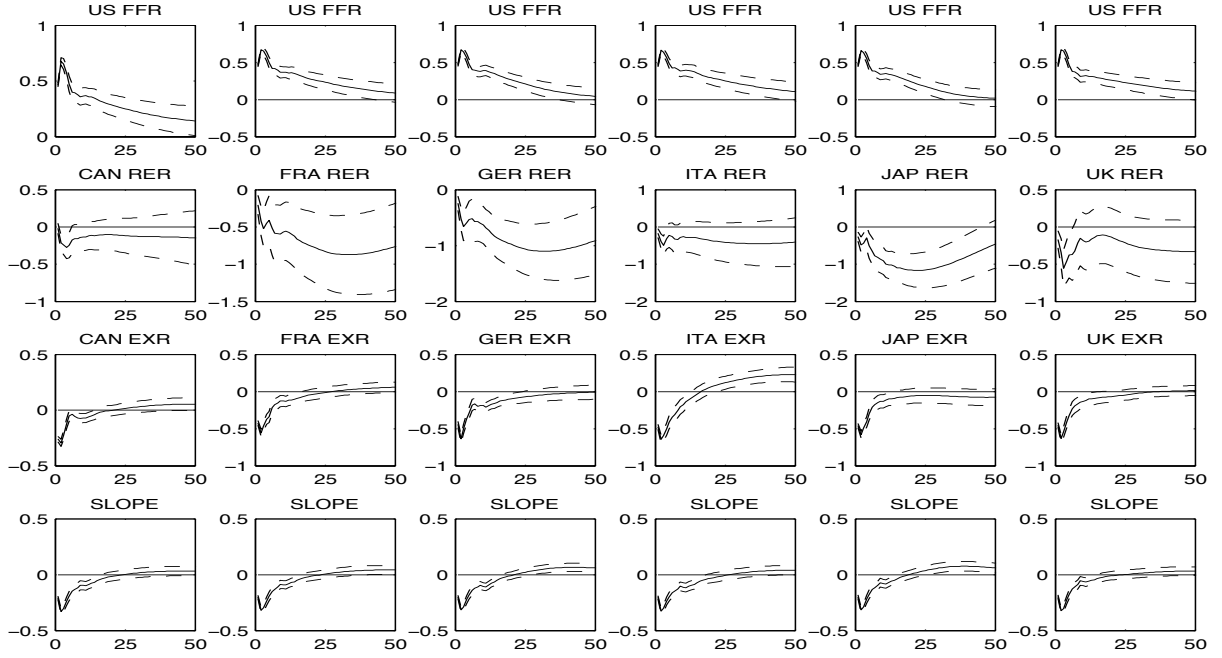 US FFR US FFR US FFR US FFR US FFR US FFR
1 1 1 1 1 1
0.5 0.5 0.5 0.5 0.5
0.5
0 0 0 0 0
0 −0.5 −0.5 −0.5 −0.5 −0.5
0 25 50 0 25 50 0 25 50 0 25 50 0 25 50 0 25 50
CAN RER FRA RER GER RER ITA RER JAP RER UK RER
0.5 0 0 1 1 0.5
0 −0.5 0 0 0
−1
−0.5 −1 −1 −1 −0.5
−1 −1.5 −2 −2 −2 −1
0 25 50 0 25 50 0 25 50 0 25 50 0 25 50 0 25 50
CAN EXR FRA EXR GER EXR ITA EXR JAP EXR UK EXR
0.5 0.5 0.5 0.5 0.5 0.5
0 0 0 0 0
0
−0.5 −0.5 −0.5 −0.5 −0.5
−0.5 −1 −1 −1 −1 −1
0 25 50 0 25 50 0 25 50 0 25 50 0 25 50 0 25 50
SLOPE SLOPE SLOPE SLOPE SLOPE SLOPE
0.5 0.5 0.5 0.5 0.5 0.5
0 0 0 0 0 0
−0.5 −0.5 −0.5 −0.5 −0.5 −0.5
0 25 50 0 25 50 0 25 50 0 25 50 0 25 50 0 25 50